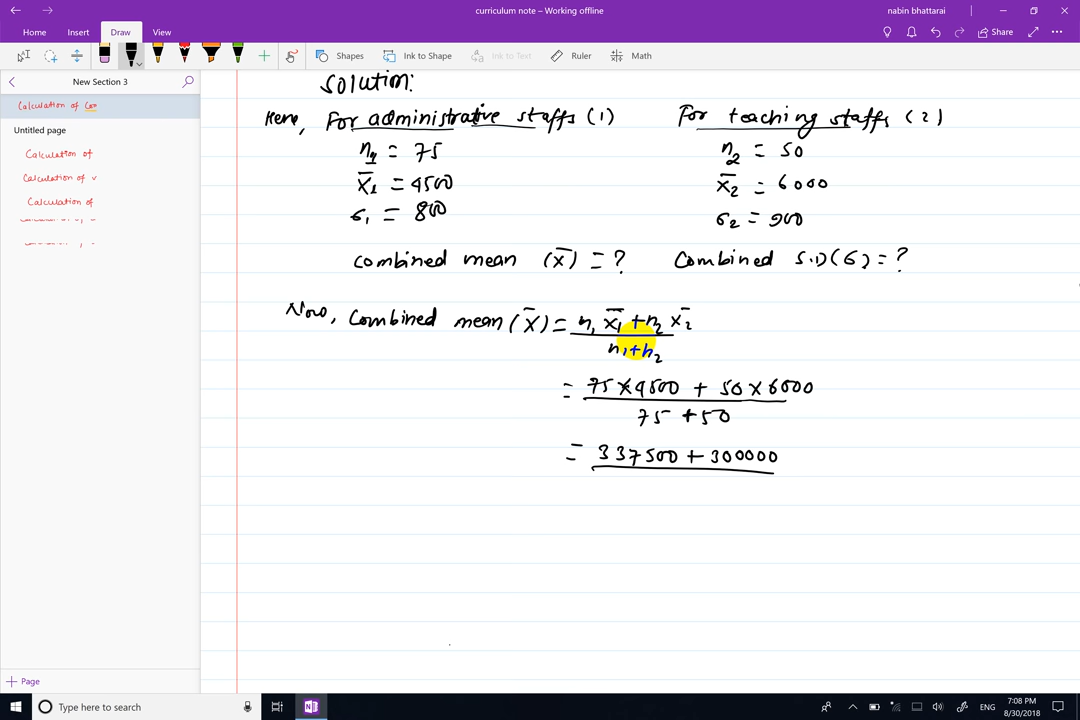 curriculum note – Working offline
nabin bhattarai
Home Insert Draw View
Share
Shapes Ink to Shape Ink to Text Ruler Math
New Section 3
Calculation of Com
Untitled page
Calculation of
Calculation of v
Calculation of
Solution:
Here, For administrative staffs (1) For teaching staffs (2)
n₁ = 75 n₂ = 50
x̄₁ = 4500 x̄₂ = 6000
σ₁ = 800 σ₂ = 900
combined mean (x̄) = ? Combined S.D(σ) = ?
Now, Combined mean (x̄) = n₁ x̄₁ + n₂ x̄₂
n₁ + n₂
= 75 × 4500 + 50 × 6000
75 + 50
= 337500 + 300000
+ Page
Type here to search
ENG
7:08 PM
8/30/2018